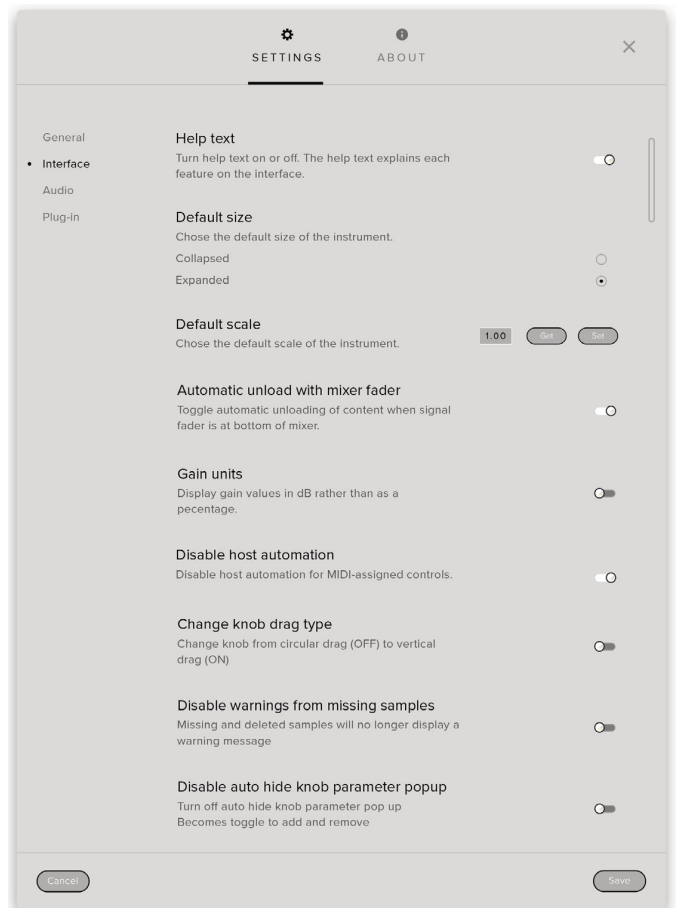 SETTINGS
ABOUT
General
Interface
Audio
Plug-in
Help text
Turn help text on or off. The help text explains each
feature on the interface.
Default size
Chose the default size of the instrument.
Collapsed
Expanded
Default scale
Chose the default scale of the instrument.
1.00
Get
Set
Automatic unload with mixer fader
Toggle automatic unloading of content when signal
fader is at bottom of mixer.
Gain units
Display gain values in dB rather than as a
pecentage.
Disable host automation
Disable host automation for MIDI-assigned controls.
Change knob drag type
Change knob from circular drag (OFF) to vertical
drag (ON)
Disable warnings from missing samples
Missing and deleted samples will no longer display a
warning message
Disable auto hide knob parameter popup
Turn off auto hide knob parameter pop up
Becomes toggle to add and remove
Cancel
Save